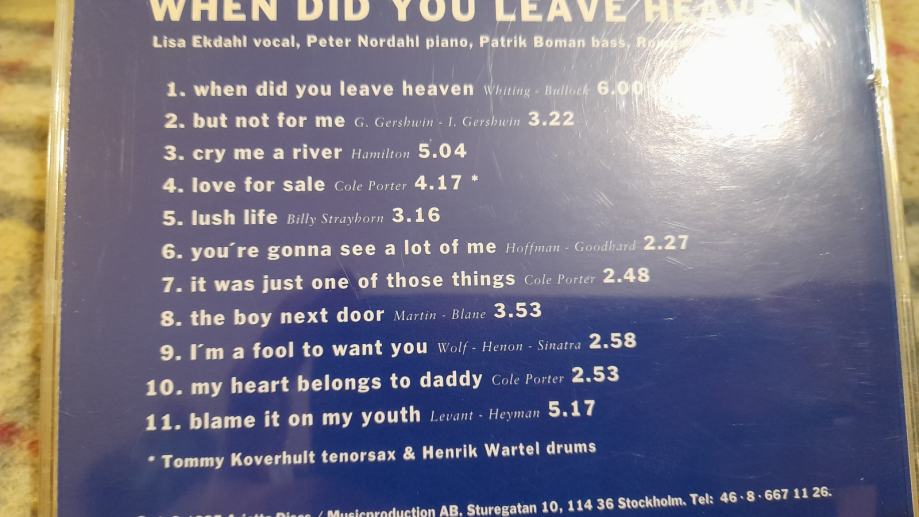 WHEN DID YOU LEAVE HEAVEN
Lisa Ekdahl vocal, Peter Nordahl piano, Patrik Boman bass,
1. when did you leave heaven Whiting - Bullock 6.00
2. but not for me G. Gershwin - I. Gershwin 3.22
3. cry me a river Hamilton 5.04
4. love for sale Cole Porter 4.17 *
5. lush life Billy Strayhorn 3.16
6. you´re gonna see a lot of me Hoffman - Goodhard 2.27
7. it was just one of those things Cole Porter 2.48
8. the boy next door Martin - Blane 3.53
9. I´m a fool to want you Wolf - Henon - Sinatra 2.58
10. my heart belongs to daddy Cole Porter 2.53
11. blame it on my youth Levant - Heyman 5.17
* Tommy Koverhult tenorsax & Henrik Wartel drums
Discs / Musicproduction AB, Sturegatan 10, 114 36 Stockholm. Tel: 46·8·667 11 26.